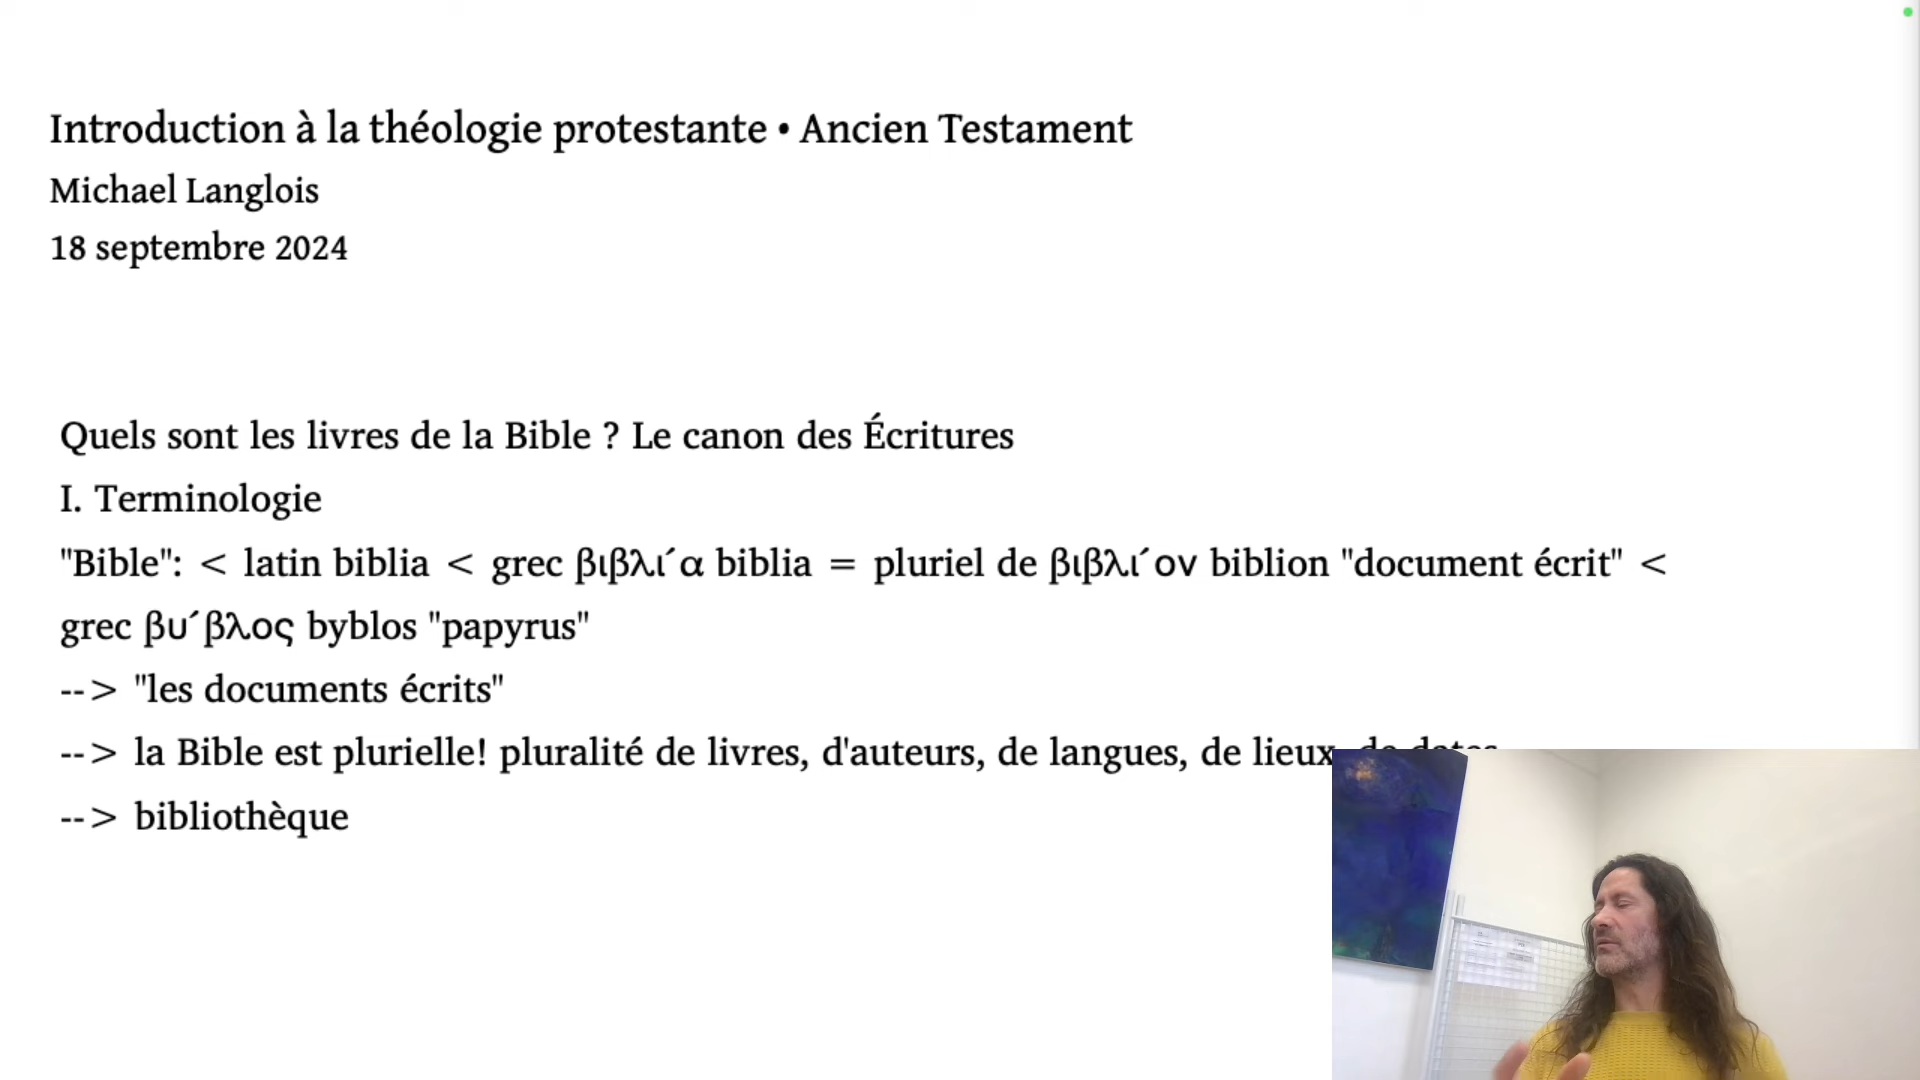 Introduction à la théologie protestante • Ancien Testament
Michael Langlois
18 septembre 2024
Quels sont les livres de la Bible ? Le canon des Écritures
I. Terminologie
"Bible": < latin biblia < grec βιβλι´α biblia = pluriel de βιβλι´ον biblion "document écrit" <
grec βυ´βλος byblos "papyrus"
--> "les documents écrits"
--> la Bible est plurielle! pluralité de livres, d'auteurs, de langues, de lieux, de dates
--> bibliothèque